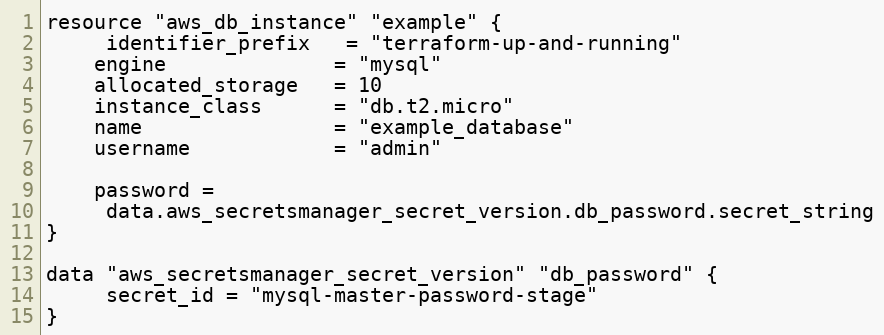 1 resource "aws_db_instance" "example" {
2      identifier_prefix   = "terraform-up-and-running"
3     engine              = "mysql"
4     allocated_storage   = 10
5     instance_class      = "db.t2.micro"
6     name                = "example_database"
7     username            = "admin"
8
9     password =
10      data.aws_secretsmanager_secret_version.db_password.secret_string
11 }
12
13 data "aws_secretsmanager_secret_version" "db_password" {
14      secret_id = "mysql-master-password-stage"
15 }